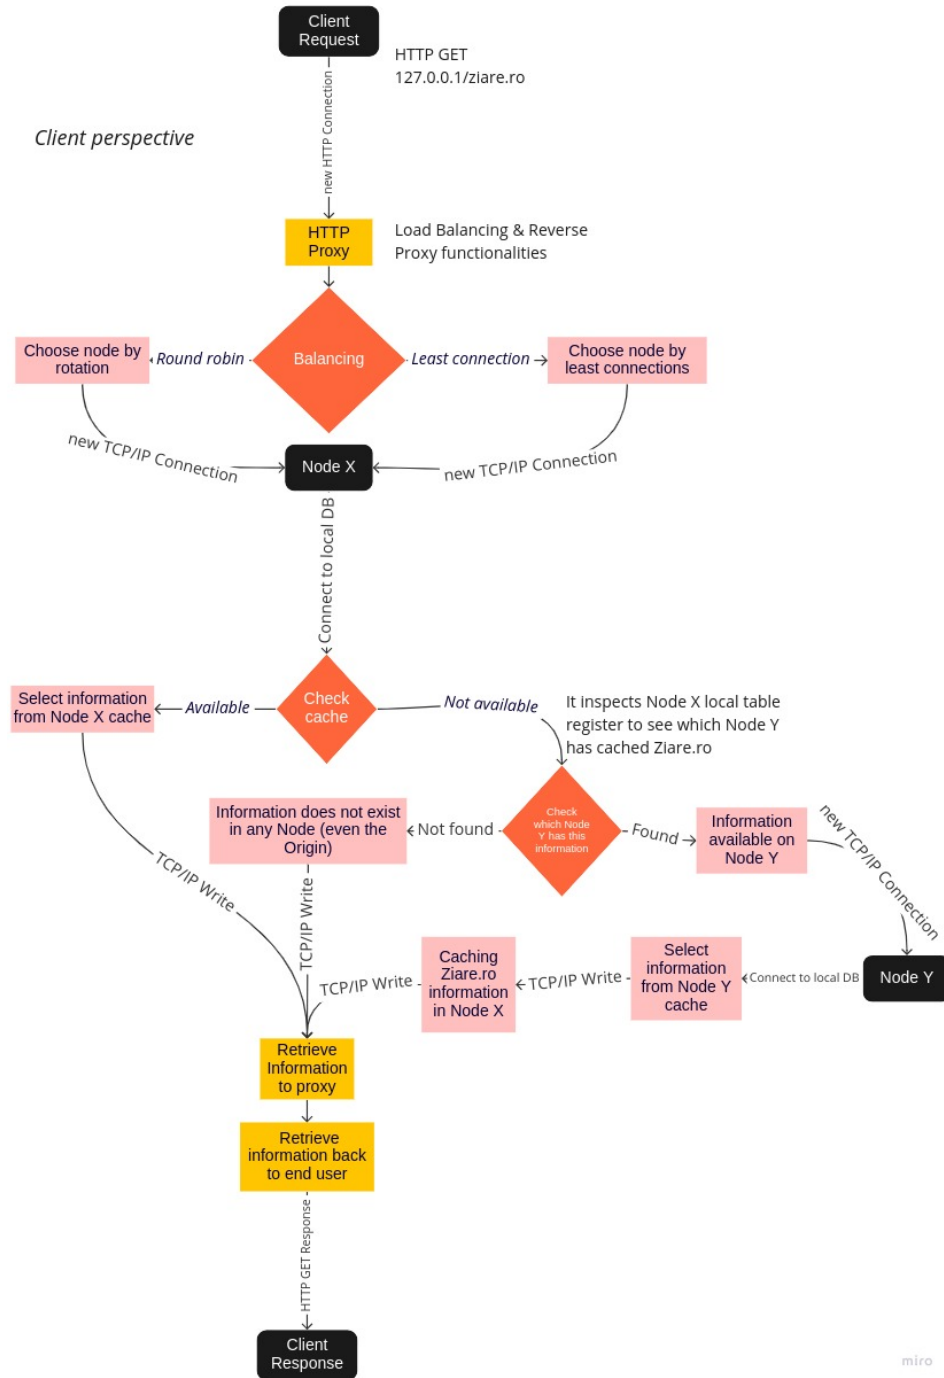 Client
Request
HTTP GET
127.0.0.1/ziare.ro
new HTTP Connection
Client perspective
HTTP
Proxy
Load Balancing & Reverse
Proxy functionalities
Choose node by
rotation
Round robin
Balancing
Least connection
Choose node by
least connections
new TCP/IP Connection
Node X
new TCP/IP Connection
Connect to local DB
Select information
from Node X cache
Available
Check
cache
Not available
It inspects Node X local table
register to see which Node Y
has cached Ziare.ro
Information does not exist
in any Node (even the
Origin)
Not found
Check
which Node
Y has this
information
Found
Information
available on
Node Y
new TCP/IP Connection
TCP/IP Write
TCP/IP Write
TCP/IP Write
Caching
Ziare.ro
information
in Node X
TCP/IP Write
Select
information
from Node Y
cache
Connect to local DB
Node Y
Retrieve
Information
to proxy
Retrieve
information back
to end user
HTTP GET Response
Client
Response
miro